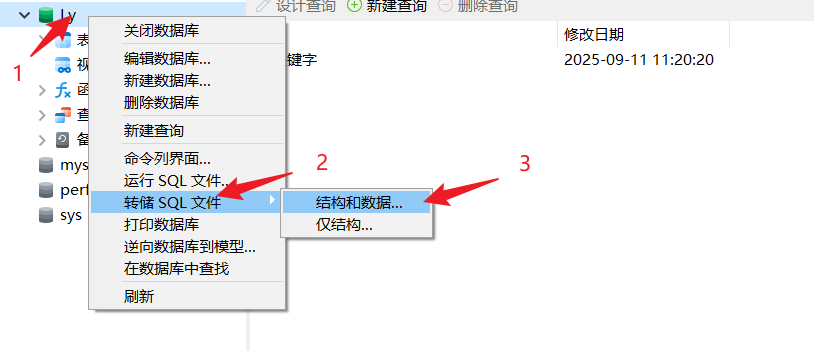 设计查询 新建查询 删除查询
Ly
1
修改日期
键字
2025-09-11 11:20:20
表
函
查
备
mys
perf
sys
关闭数据库
编辑数据库...
新建数据库...
删除数据库
新建查询
命令列界面...
运行 SQL 文件...
转储 SQL 文件
打印数据库
逆向数据库到模型...
在数据库中查找
刷新
2
3
结构和数据...
仅结构...